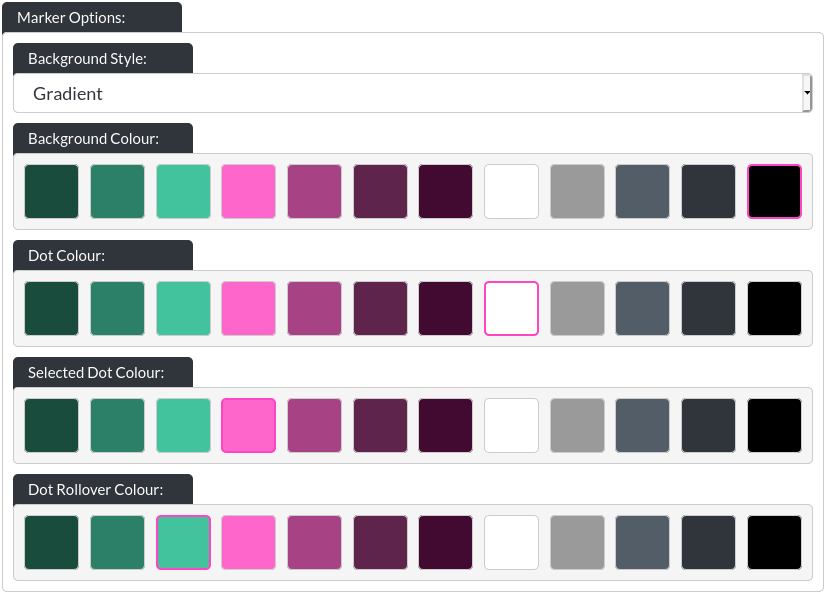 Marker Options:
Background Style:
Gradient
Background Colour:
Dot Colour:
Selected Dot Colour:
Dot Rollover Colour: